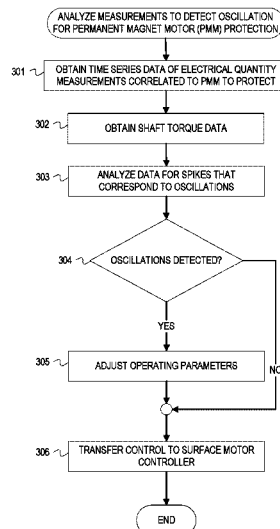 ANALYZE MEASUREMENTS TO DETECT OSCILLATION
FOR PERMANENT MAGNET MOTOR (PMM) PROTECTION
301
OBTAIN TIME SERIES DATA OF ELECTRICAL QUANTITY
MEASUREMENTS CORRELATED TO PMM TO PROTECT
302
OBTAIN SHAFT TORQUE DATA
303
ANALYZE DATA FOR SPIKES THAT
CORRESPOND TO OSCILLATIONS
304
OSCILLATIONS DETECTED?
YES
NO
305
ADJUST OPERATING PARAMETERS
306
TRANSFER CONTROL TO SURFACE MOTOR
CONTROLLER
END